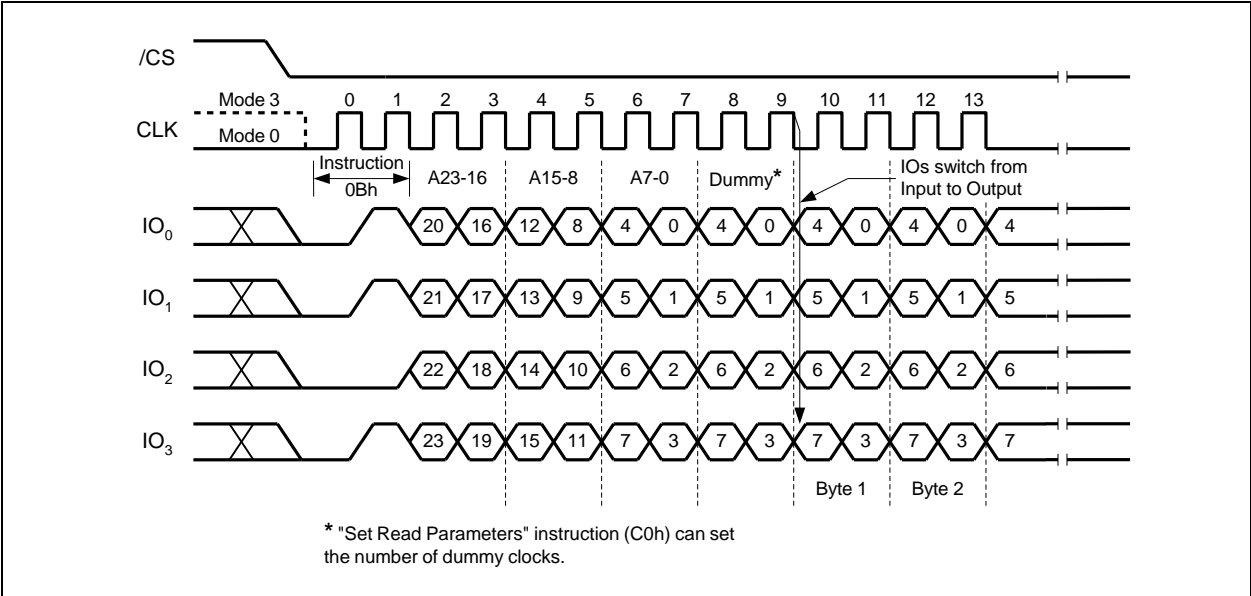 /CS
Mode 3 0 1 2 3 4 5 6 7 8 9 10 11 12 13
CLK Mode 0
Instruction
0Bh
A23-16 A15-8 A7-0 Dummy*
IOs switch from
Input to Output
IO0 20 16 12 8 4 0 4 0 4 0 4 0 4
IO1 21 17 13 9 5 1 5 1 5 1 5 1 5
IO2 22 18 14 10 6 2 6 2 6 2 6 2 6
IO3 23 19 15 11 7 3 7 3 7 3 7 3 7
Byte 1 Byte 2
* "Set Read Parameters" instruction (C0h) can set
the number of dummy clocks.